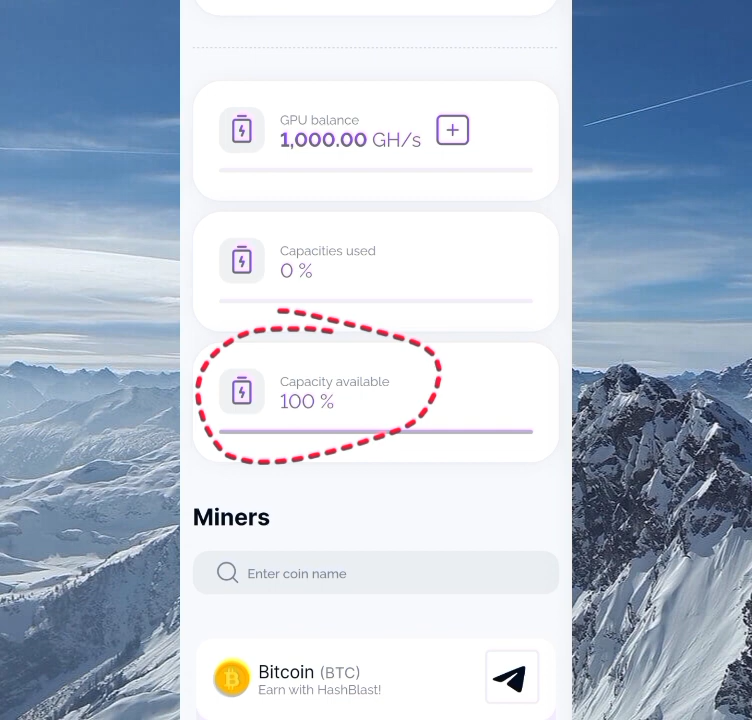 GPU balance
1,000.00 GH/s
Capacities used
0 %
Capacity available
100 %
Miners
Enter coin name
Bitcoin (BTC)
Earn with HashBlast!